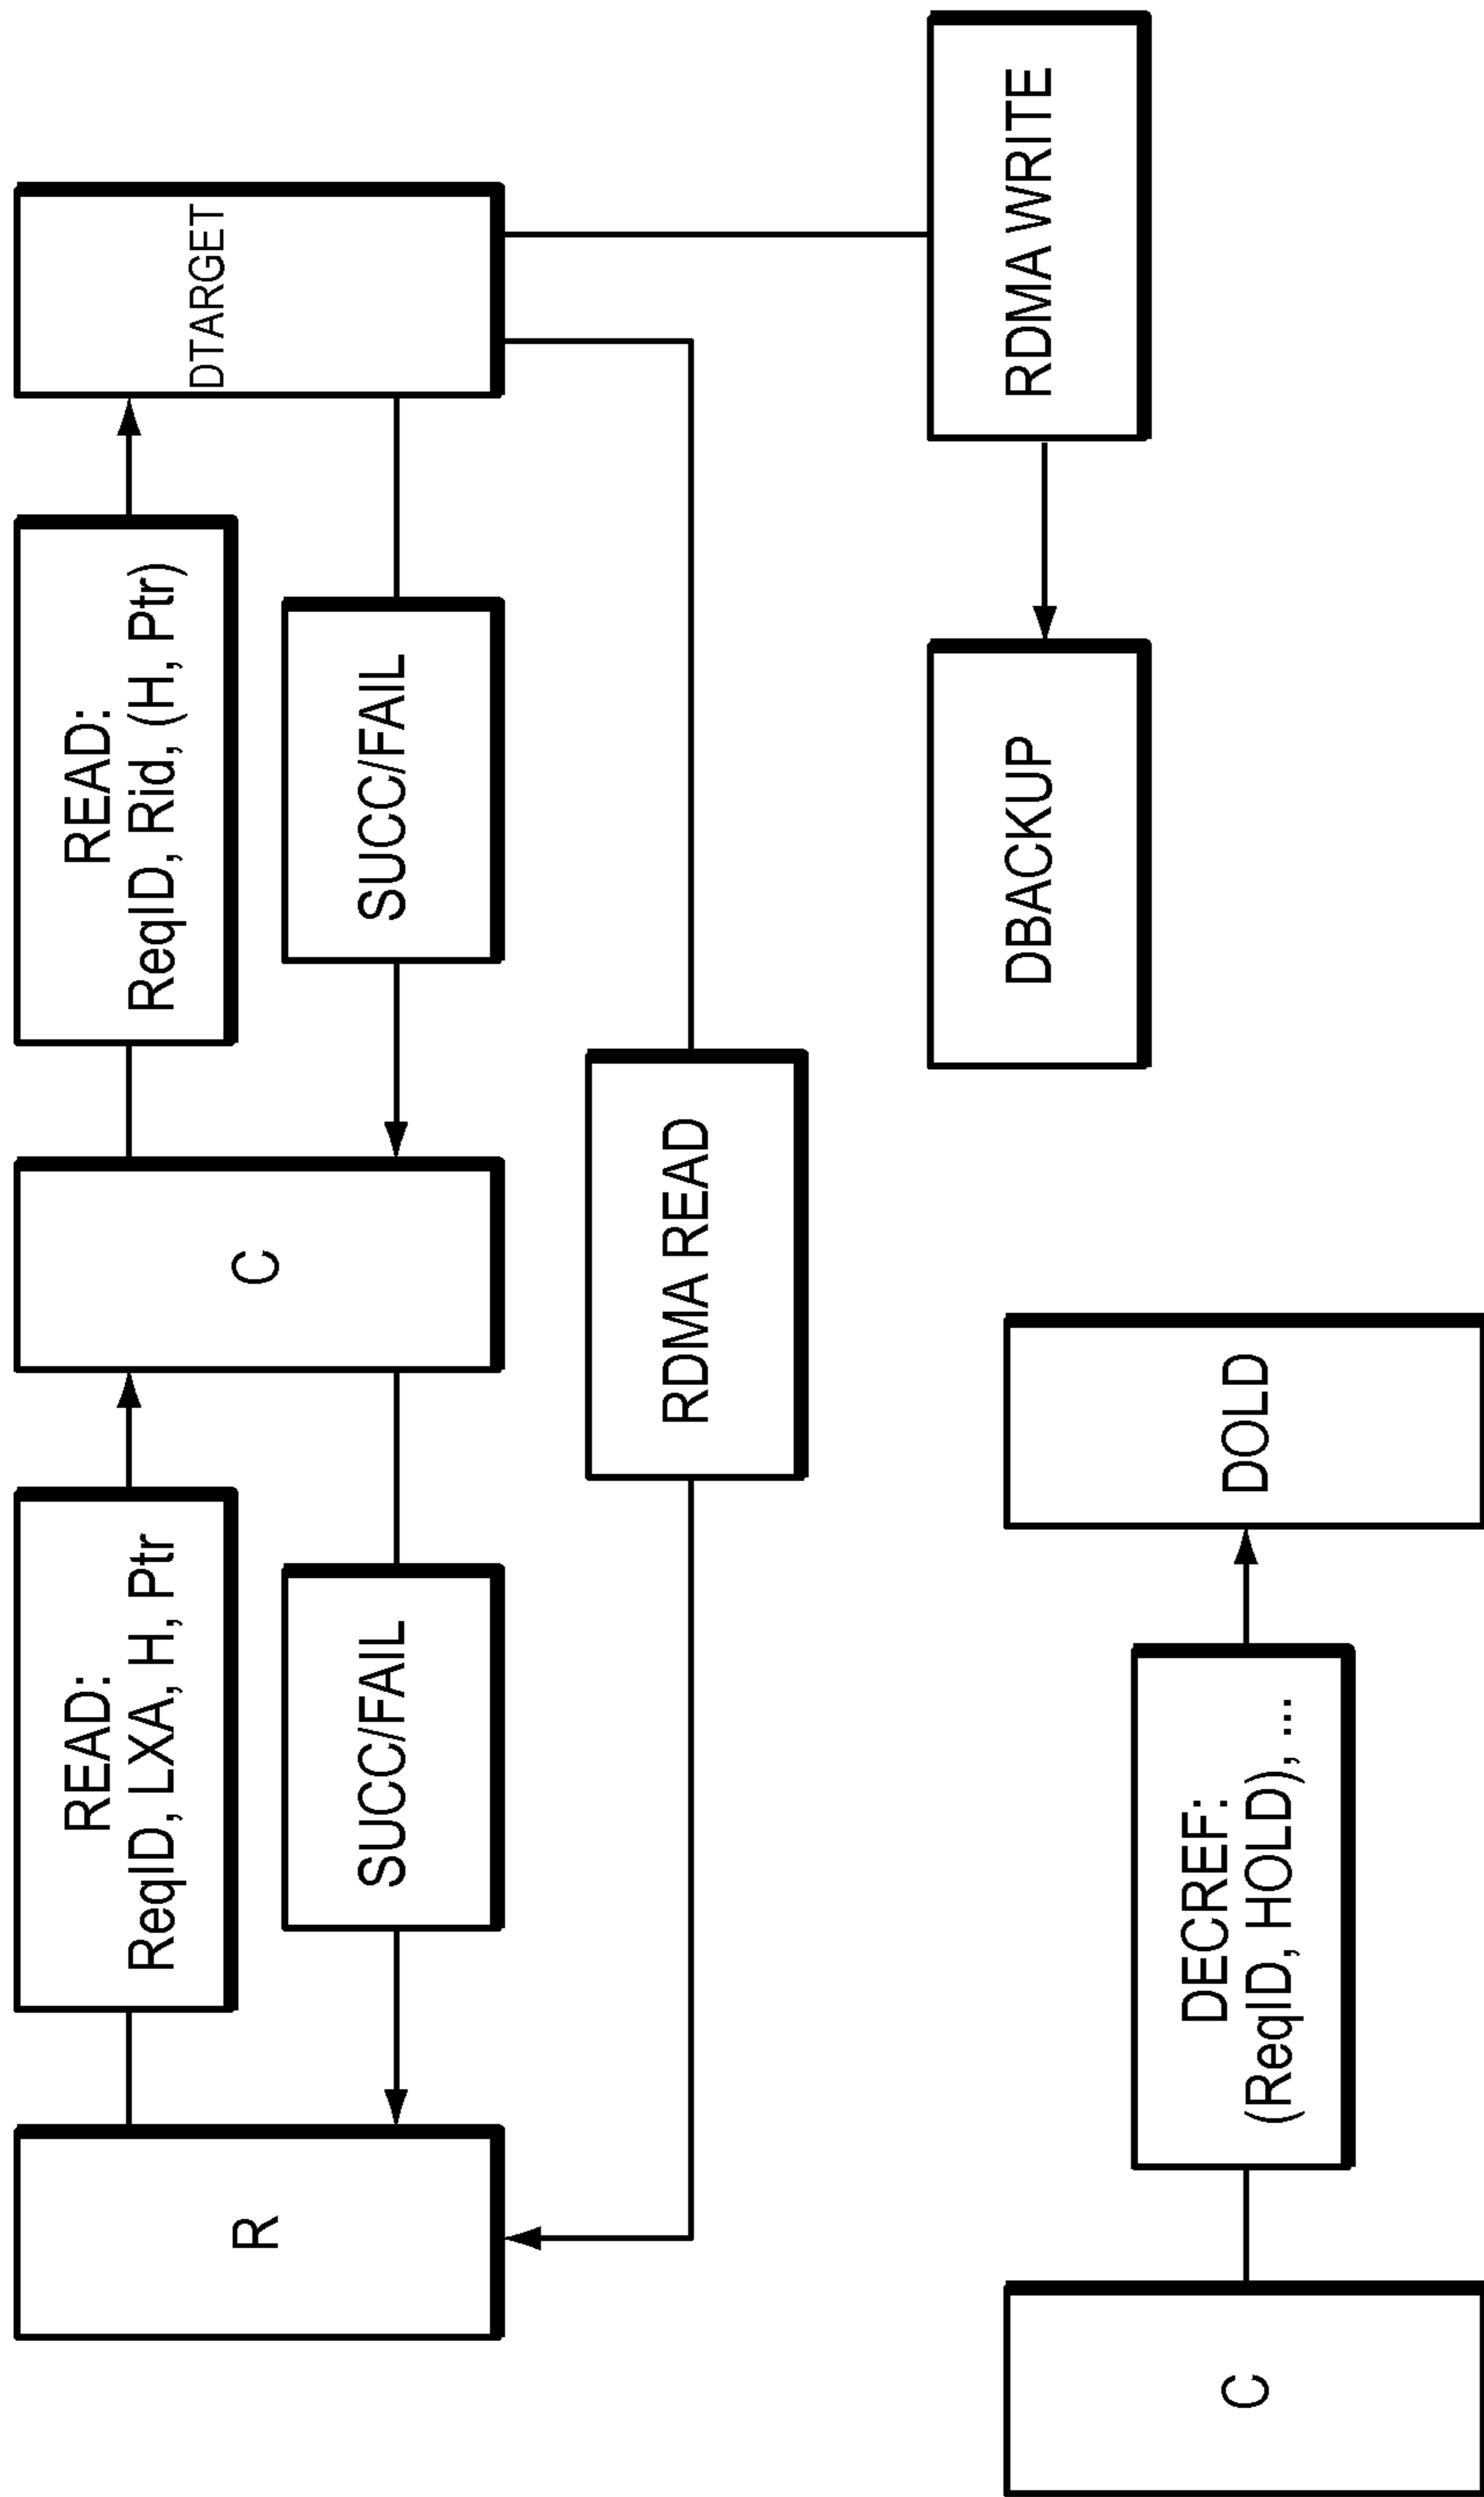 R
READ:
ReqID, LXA, H, Ptr
C
READ:
ReqID, Rid, (H, Ptr)
DTARGET
SUCC/FAIL
SUCC/FAIL
RDMA READ
DBACKUP
RDMA WRITE
C
DECREF:
(ReqID, HOLD), ...
DOLD